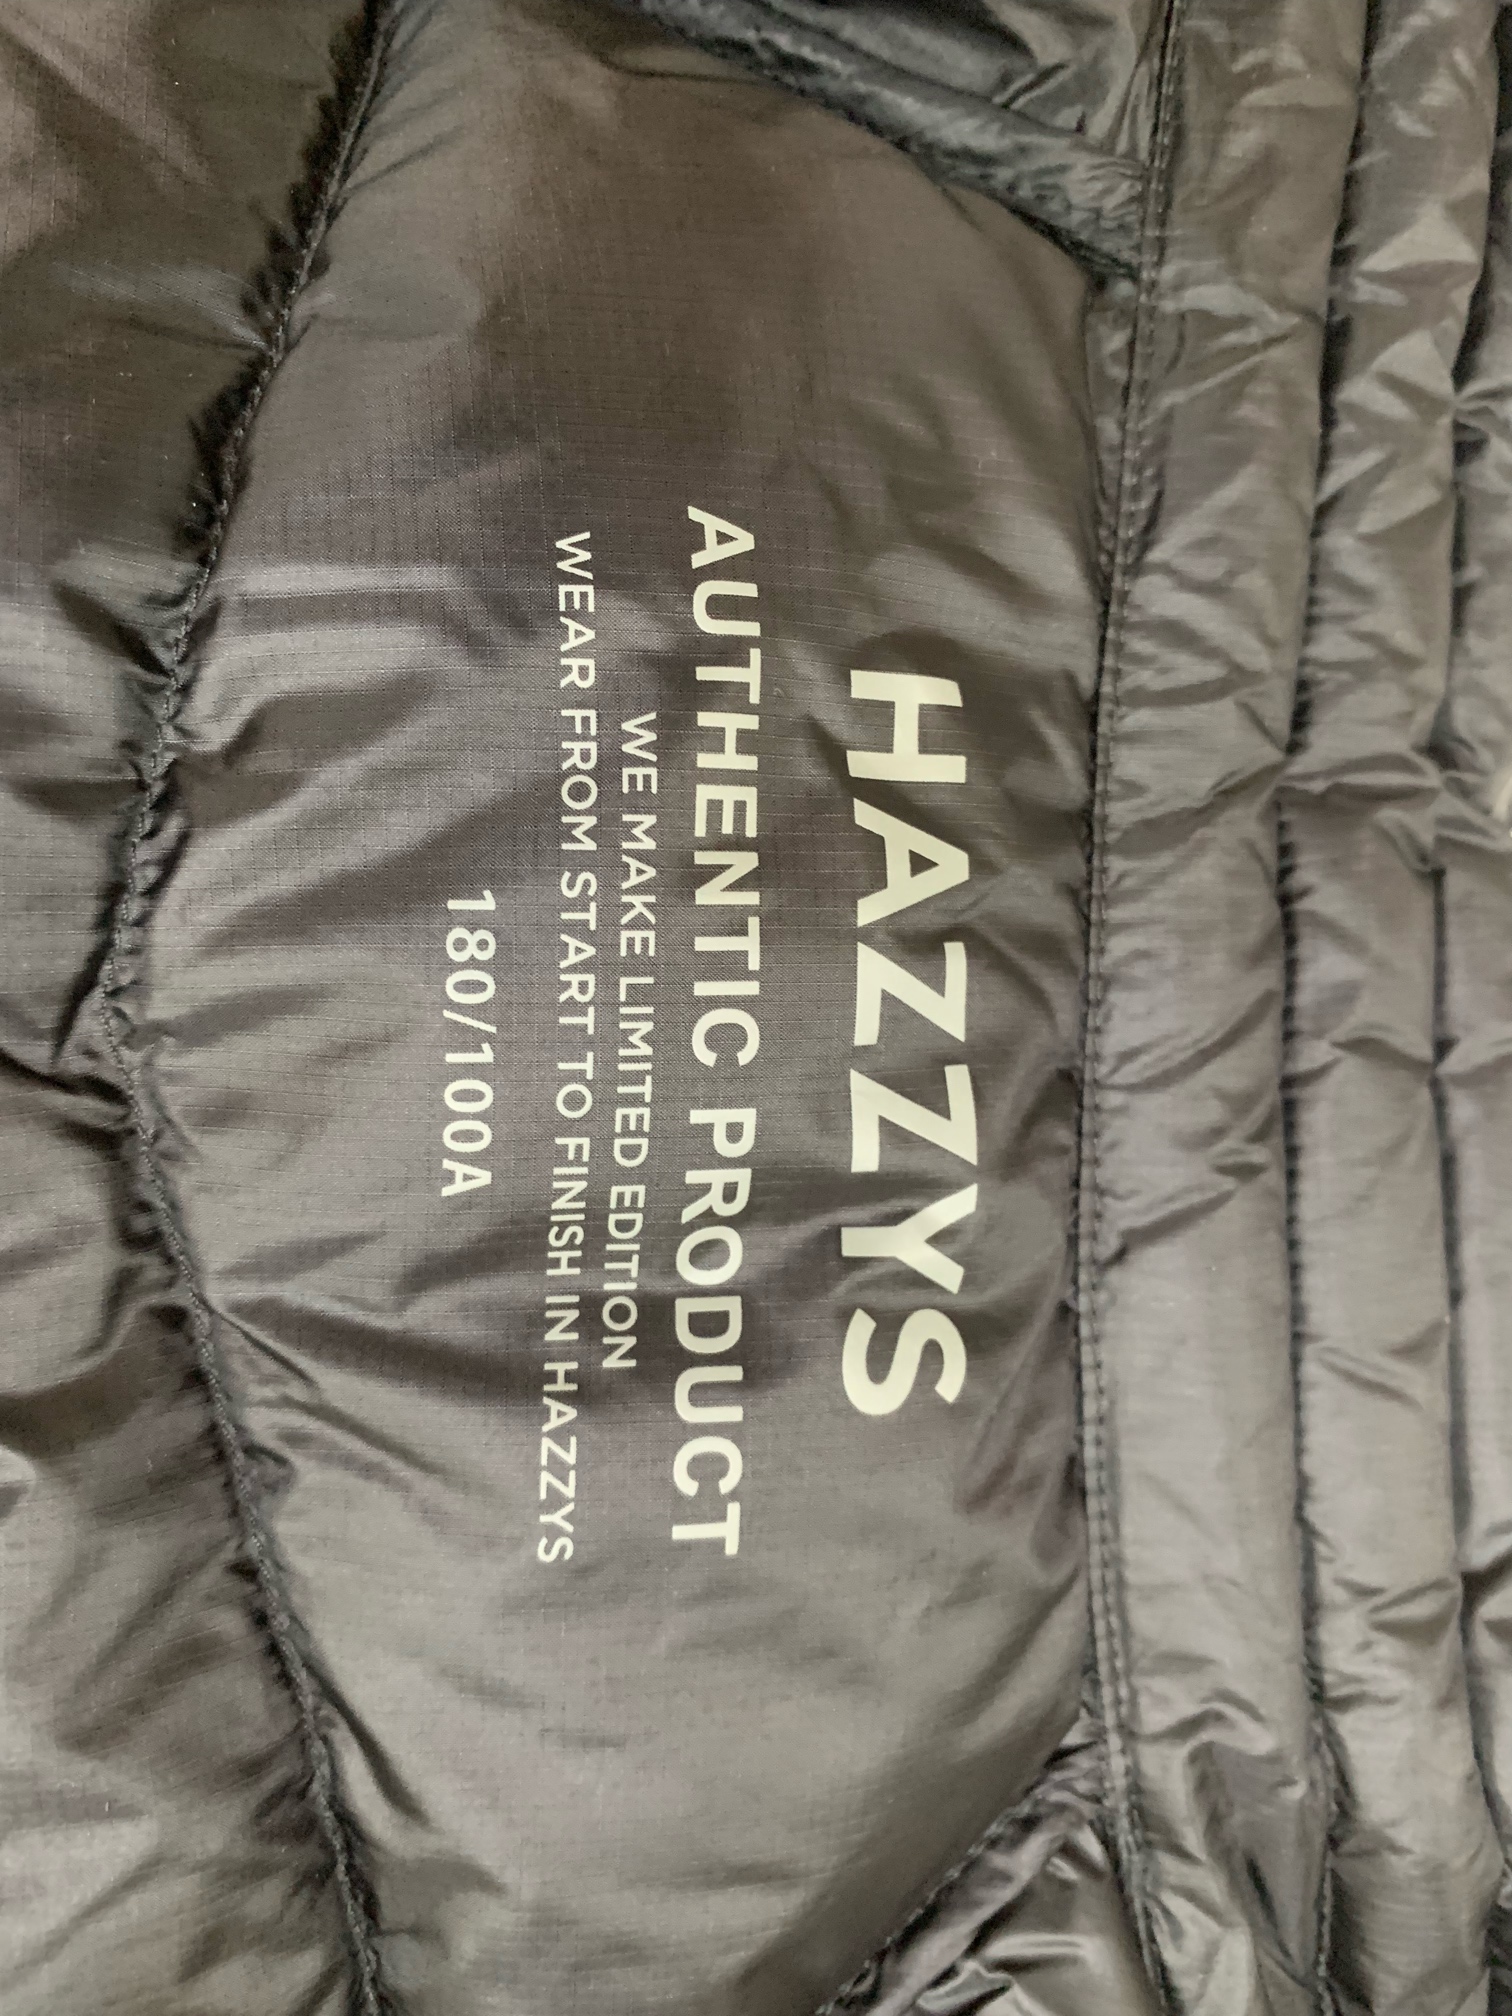 HAZZYS
AUTHENTIC PRODUCT
WE MAKE LIMITED EDITION
WEAR FROM START TO FINISH IN HAZZYS
180/100A